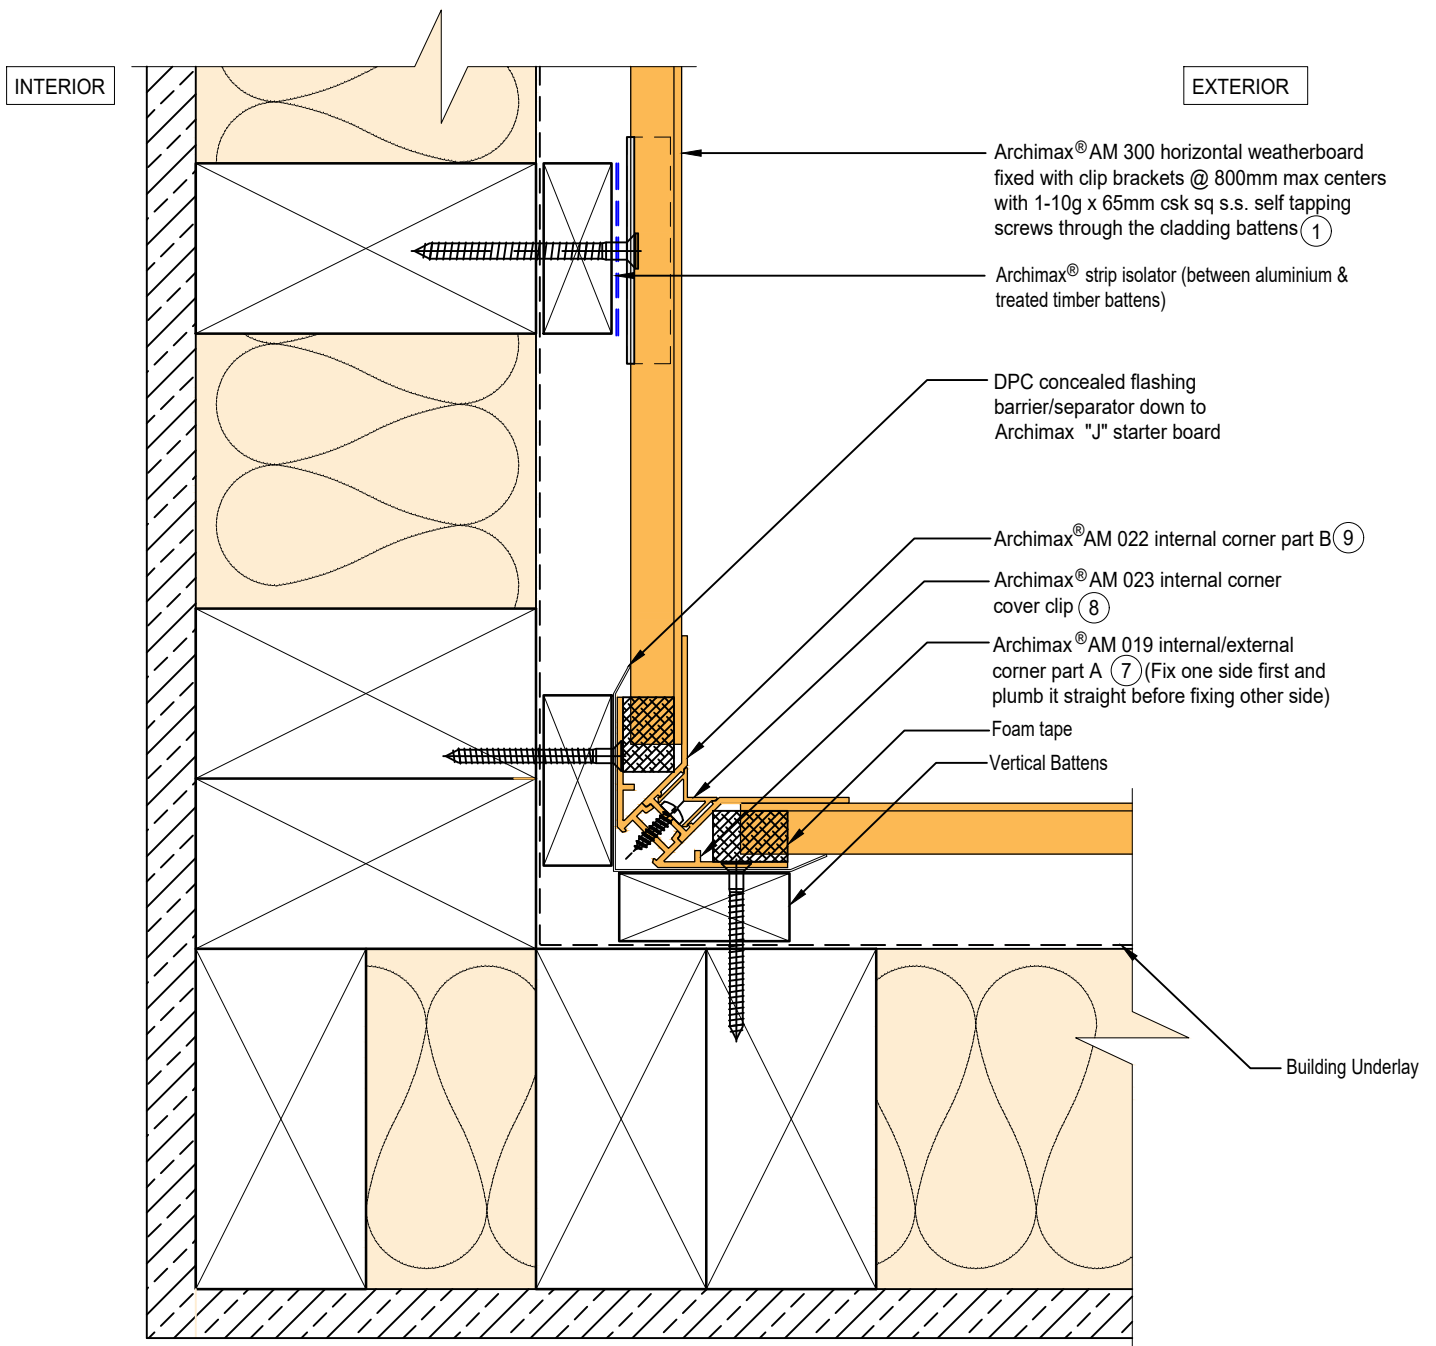 INTERIOR
EXTERIOR
Archimax® AM 300 horizontal weatherboard
fixed with clip brackets @ 800mm max centers
with 1-10g x 65mm csk sq s.s. self tapping
screws through the cladding battens 1
Archimax® strip isolator (between aluminium &
treated timber battens)
DPC concealed flashing
barrier/separator down to
Archimax "J" starter board
Archimax® AM 022 internal corner part B 9
Archimax® AM 023 internal corner
cover clip 8
Archimax® AM 019 internal/external
corner part A 7 (Fix one side first and
plumb it straight before fixing other side)
Foam tape
Vertical Battens
Building Underlay